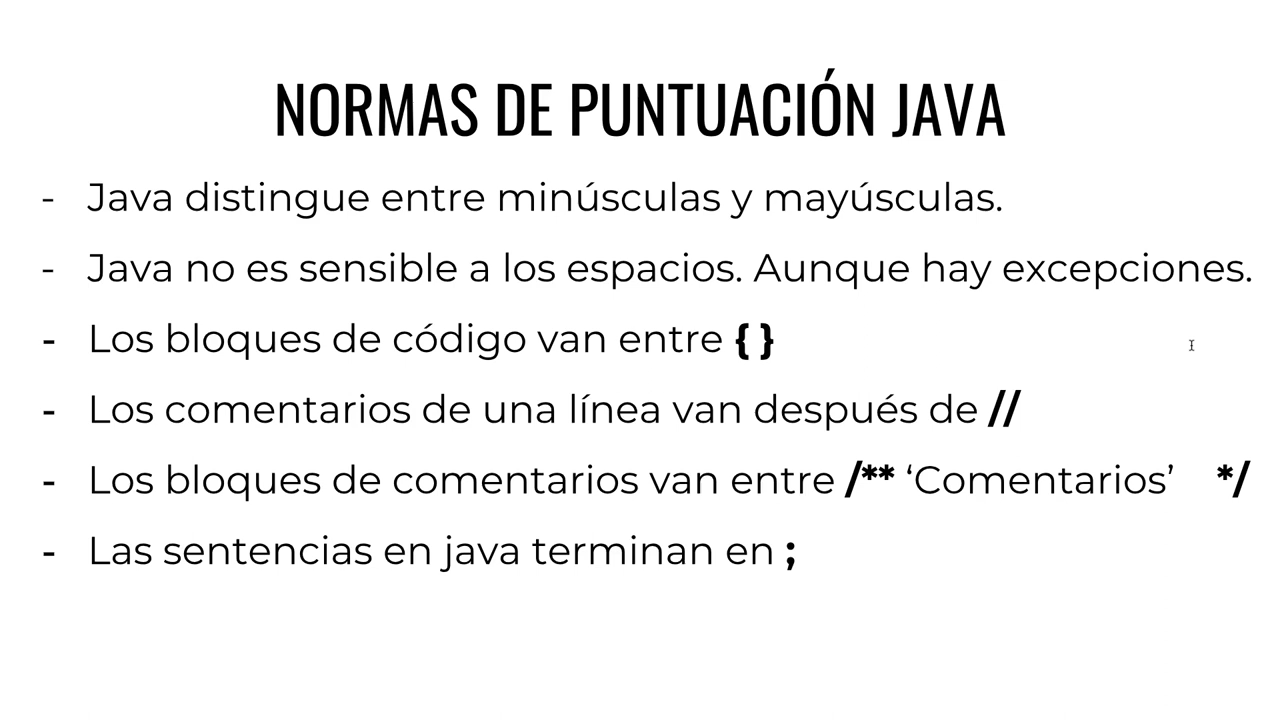 NORMAS DE PUNTUACIÓN JAVA
- Java distingue entre minúsculas y mayúsculas.
- Java no es sensible a los espacios. Aunque hay excepciones.
- Los bloques de código van entre { }
- Los comentarios de una línea van después de //
- Los bloques de comentarios van entre /** ‘Comentarios’ */
- Las sentencias en java terminan en ;